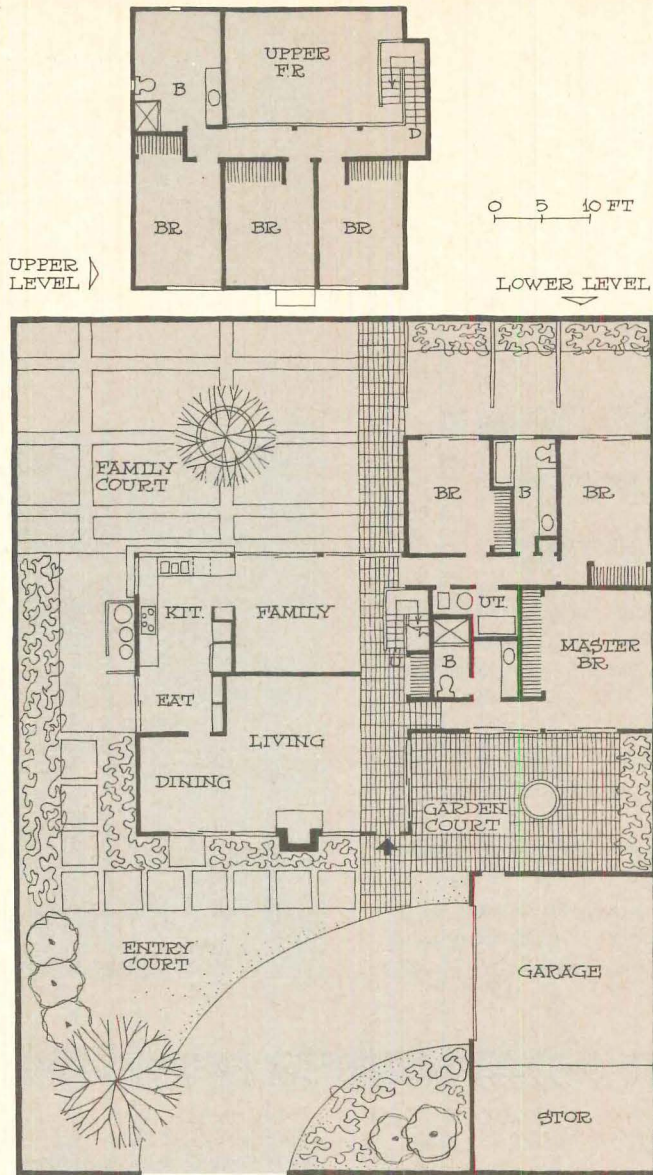 UPPER
F.R.
B
D
BR
BR
BR
0 5 10 FT
UPPER
LEVEL
LOWER LEVEL
FAMILY
COURT
BR
B
BR
KIT.
FAMILY
UT.
MASTER
BR
B
EAT
LIVING
DINING
GARDEN
COURT
ENTRY
COURT
GARAGE
STOR